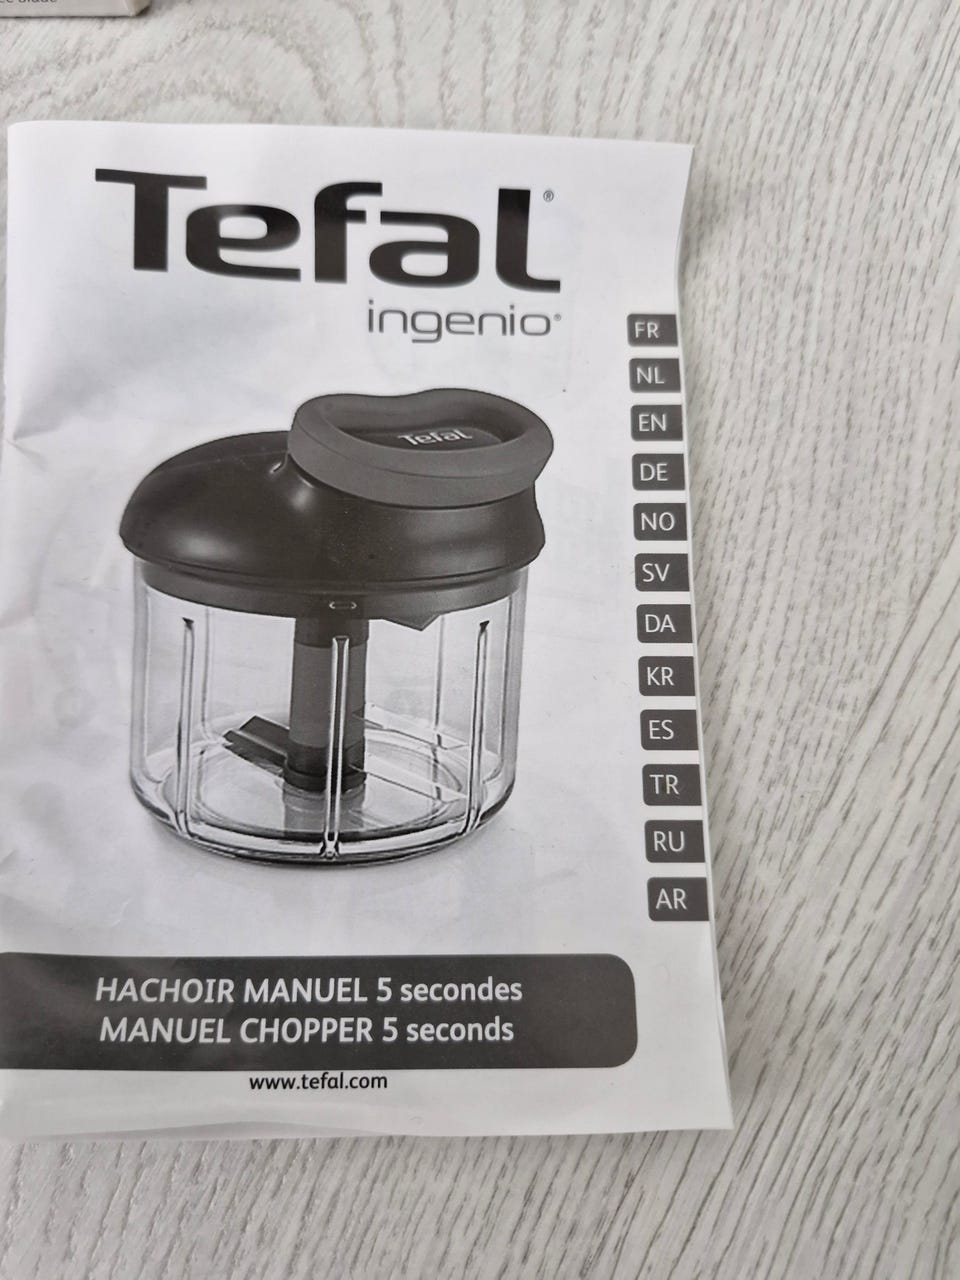 Tefal®
ingenio®
Tefal
FR
NL
EN
DE
NO
SV
DA
KR
ES
TR
RU
AR
HACHOIR MANUEL 5 secondes
MANUEL CHOPPER 5 seconds
www.tefal.com